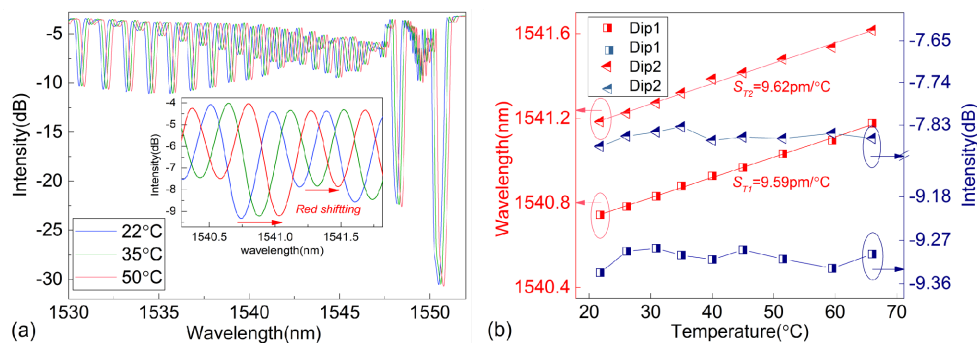 -5
-10
-15
-20
-25
-30
Intensity(dB)
1530
1535
1540
1545
1550
Wavelength(nm)
22°C
35°C
50°C
-4
-5
-6
-7
-8
-9
Intensity(dB)
1540.5
1541.0
1541.5
wavelength(nm)
Red shiftting
(a)
Dip1
Dip1
Dip2
Dip2
1541.6
1541.2
1540.8
1540.4
Wavelength(nm)
S_T2=9.62pm/°C
S_T1=9.59pm/°C
-7.65
-7.74
-7.83
-9.18
-9.27
-9.36
Intensity(dB)
20
30
40
50
60
70
Temperature(°C)
(b)